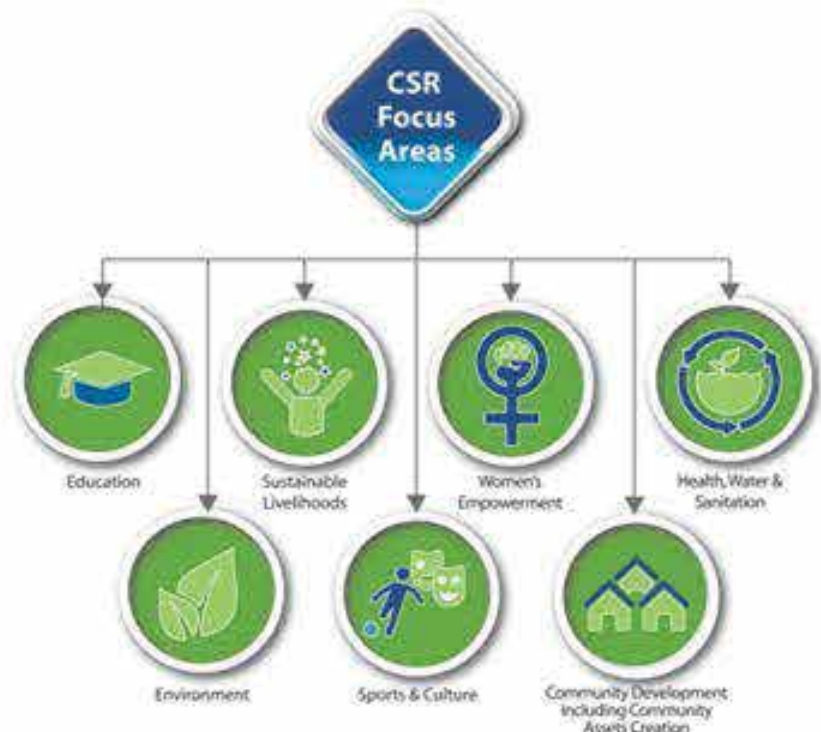 CSR
Focus
Areas
Education
Sustainable
Livelihoods
Women's
Empowerment
Health, Water &
Sanitation
Environment
Sports & Culture
Community Development
Including Community
Assets Creation